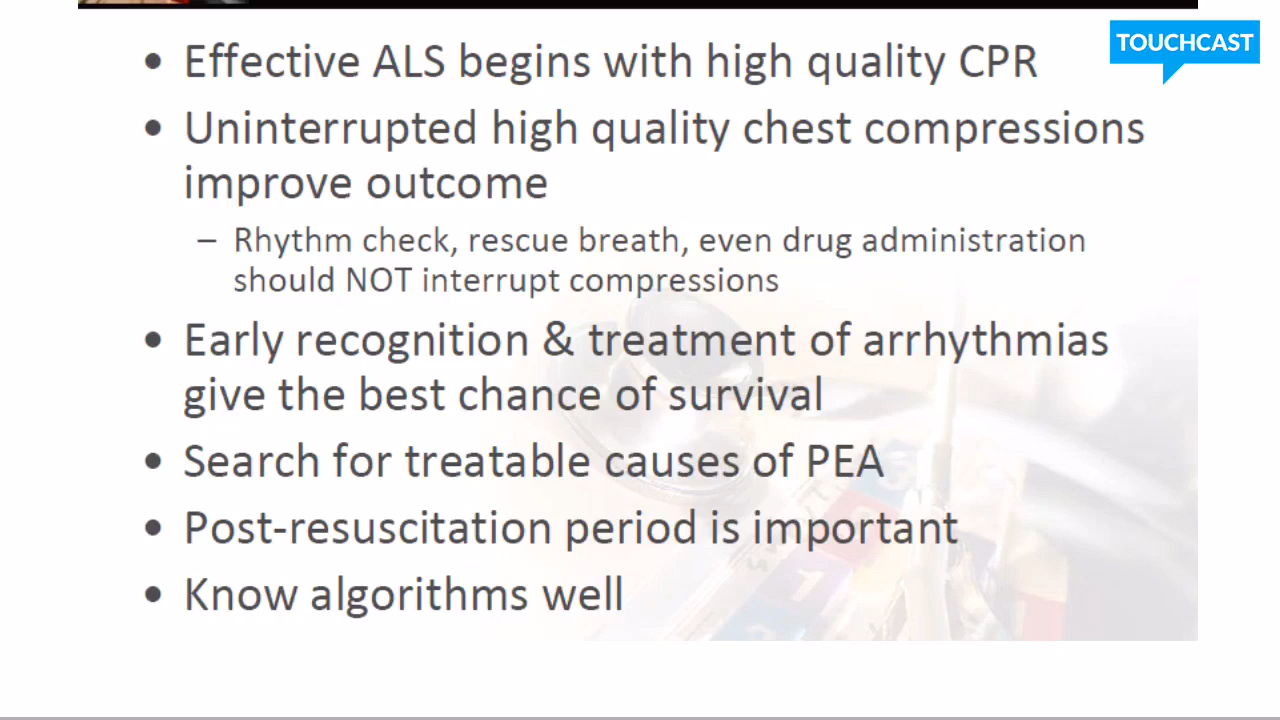 TOUCHCAST
• Effective ALS begins with high quality CPR
• Uninterrupted high quality chest compressions
improve outcome
– Rhythm check, rescue breath, even drug administration
should NOT interrupt compressions
• Early recognition & treatment of arrhythmias
give the best chance of survival
• Search for treatable causes of PEA
• Post-resuscitation period is important
• Know algorithms well